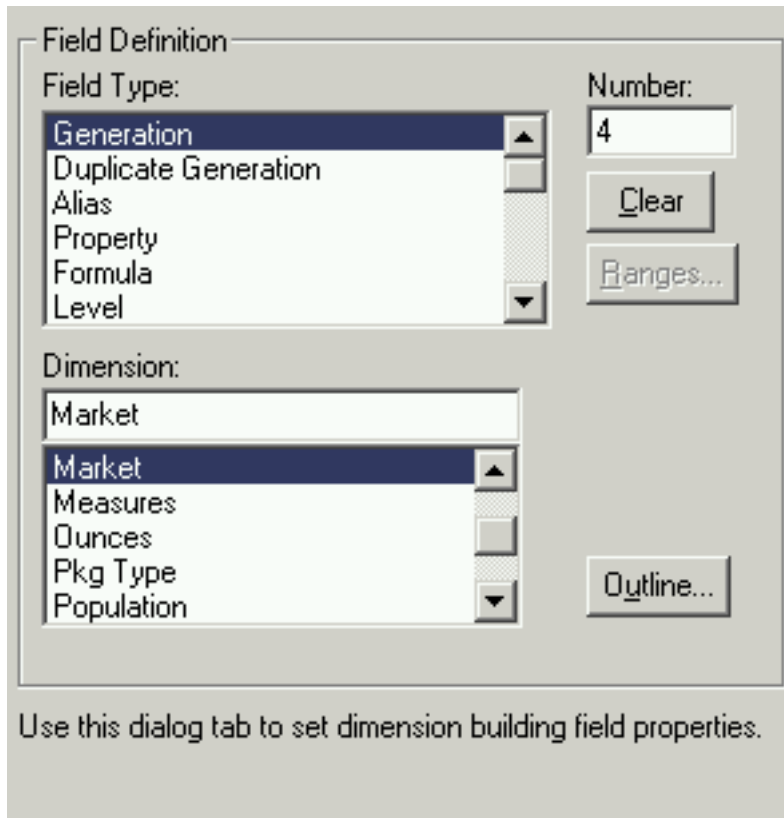 Field Definition
Field Type:
Number:
Generation
4
Duplicate Generation
Alias
Clear
Property
Formula
Ranges...
Level
Dimension:
Market
Market
Measures
Ounces
Pkg Type
Outline...
Population
Use this dialog tab to set dimension building field properties.